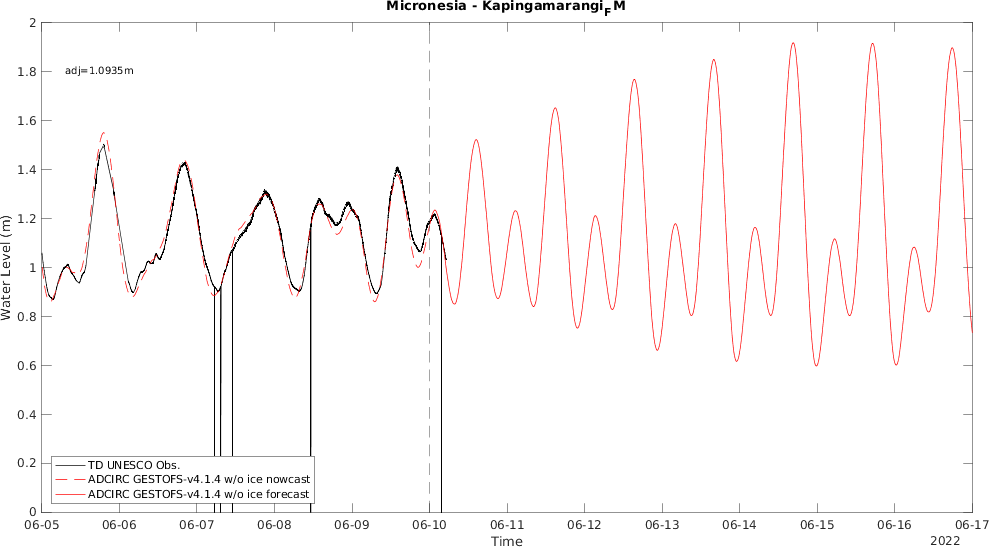 Micronesia - Kapingamarangi_FM
2
1.8
1.6
1.4
1.2
1
0.8
0.6
0.4
0.2
0
Water Level (m)
adj=1.0935m
TD UNESCO Obs.
ADCIRC GESTOFS-v4.1.4 w/o ice nowcast
ADCIRC GESTOFS-v4.1.4 w/o ice forecast
06-05 06-06 06-07 06-08 06-09 06-10 06-11 06-12 06-13 06-14 06-15 06-16 06-17
Time
2022